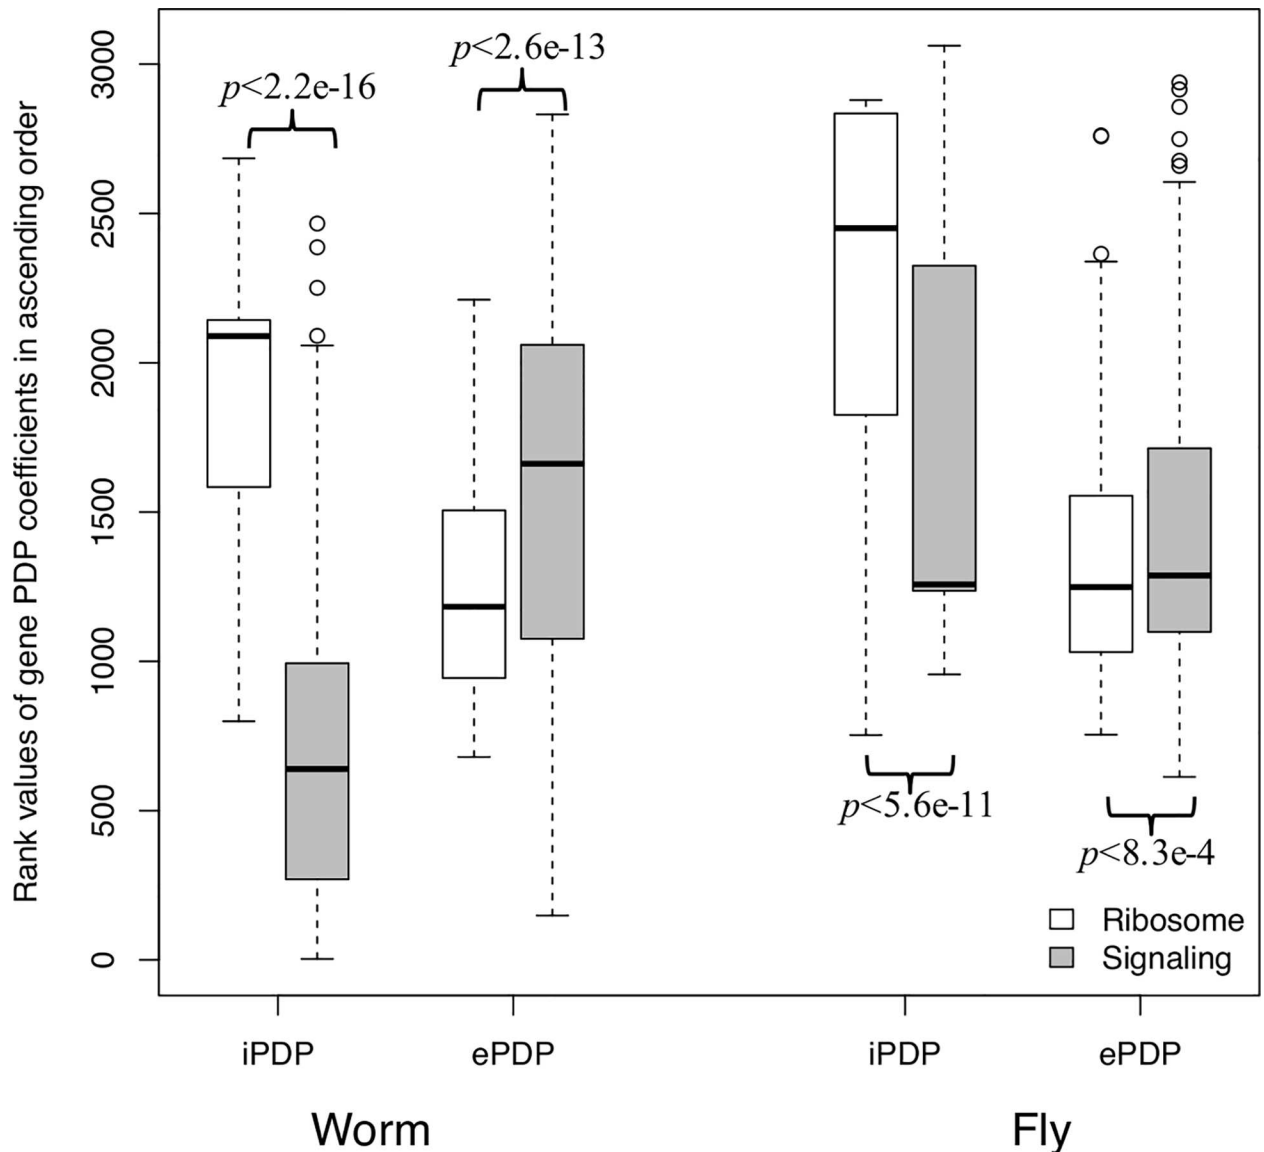 Rank values of gene PDP coefficients in ascending order
3000
2500
2000
1500
1000
500
0
p<2.2e-16
p<2.6e-13
p<5.6e-11
p<8.3e-4
Ribosome
Signaling
iPDP
ePDP
iPDP
ePDP
Worm
Fly